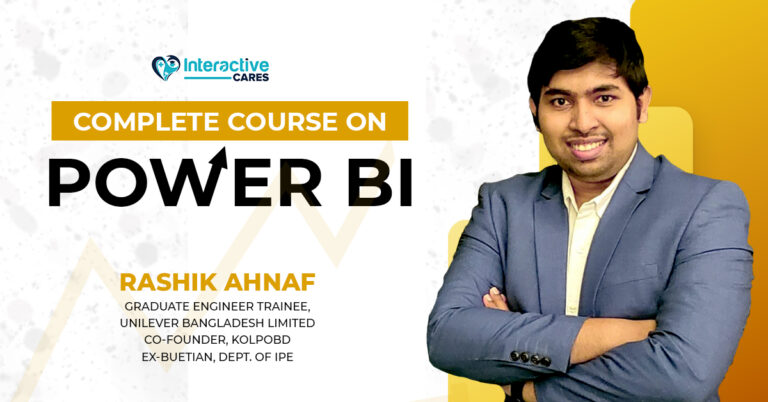 Interactive
CARES
COMPLETE COURSE ON
POWER BI
RASHIK AHNAF
GRADUATE ENGINEER TRAINEE,
UNILEVER BANGLADESH LIMITED
CO-FOUNDER, KOLPOBD
EX-BUETIAN, DEPT. OF IPE